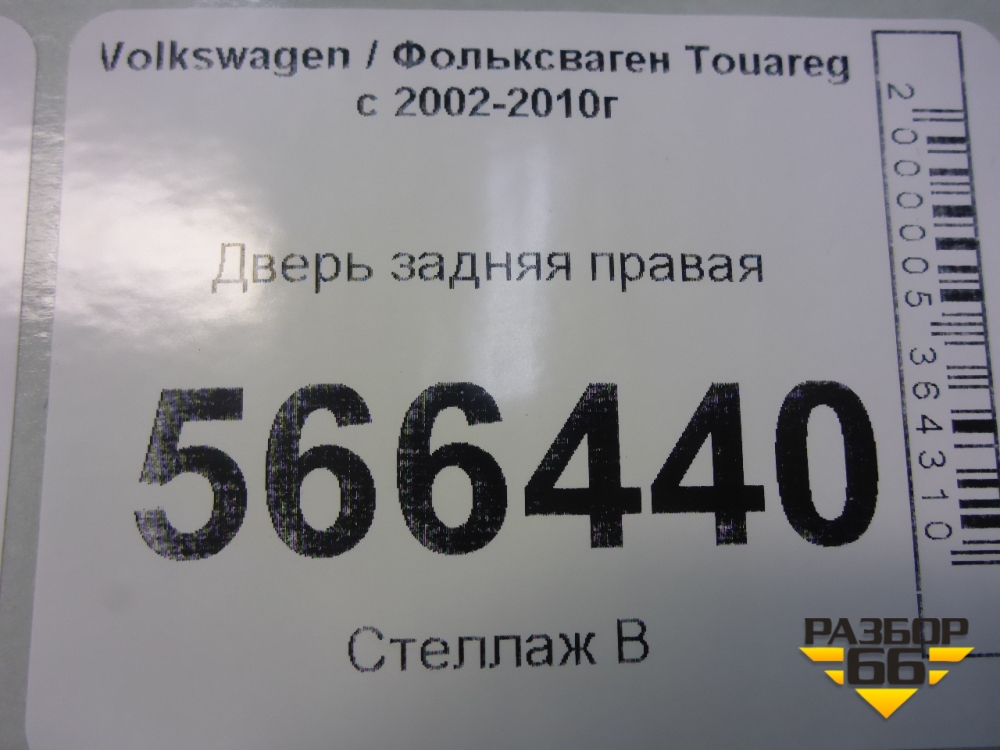 Volkswagen / Фольксваген Touareg
с 2002-2010г
Дверь задняя правая
566440
Стеллаж В
2000005364310
РАЗБОР
66